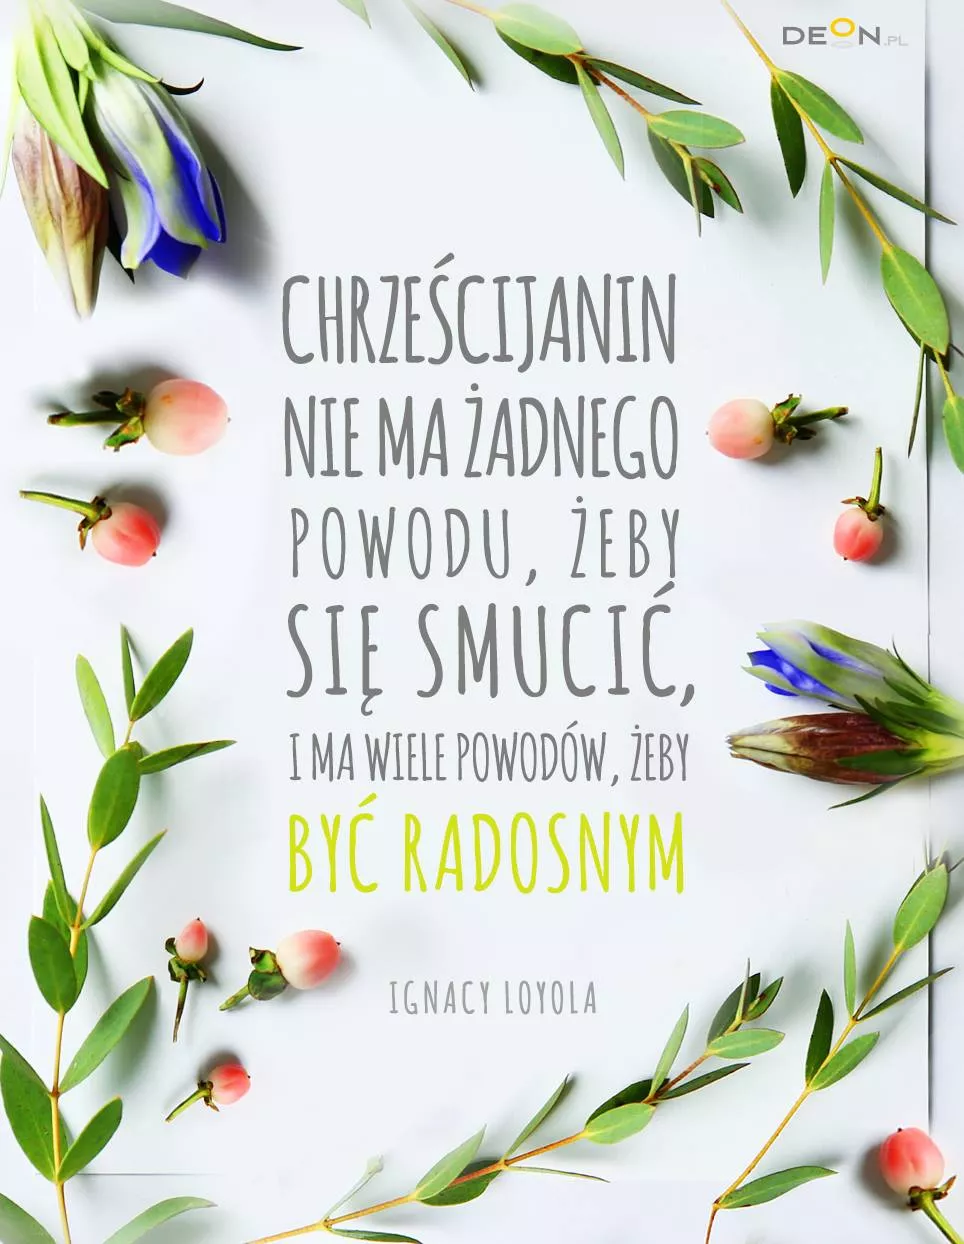 DEON.PL
CHRZEŚCIJANIN
NIE MA ŻADNEGO
POWODU, ŻEBY
SIĘ SMUCIĆ,
I MA WIELE POWODÓW, ŻEBY
BYĆ RADOSNYM
IGNACY LOYOLA